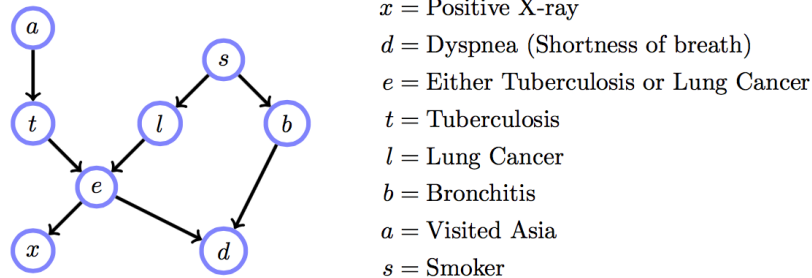 a
s
t
l
b
e
x
d
x = Positive X-ray
d = Dyspnea (Shortness of breath)
e = Either Tuberculosis or Lung Cancer
t = Tuberculosis
l = Lung Cancer
b = Bronchitis
a = Visited Asia
s = Smoker